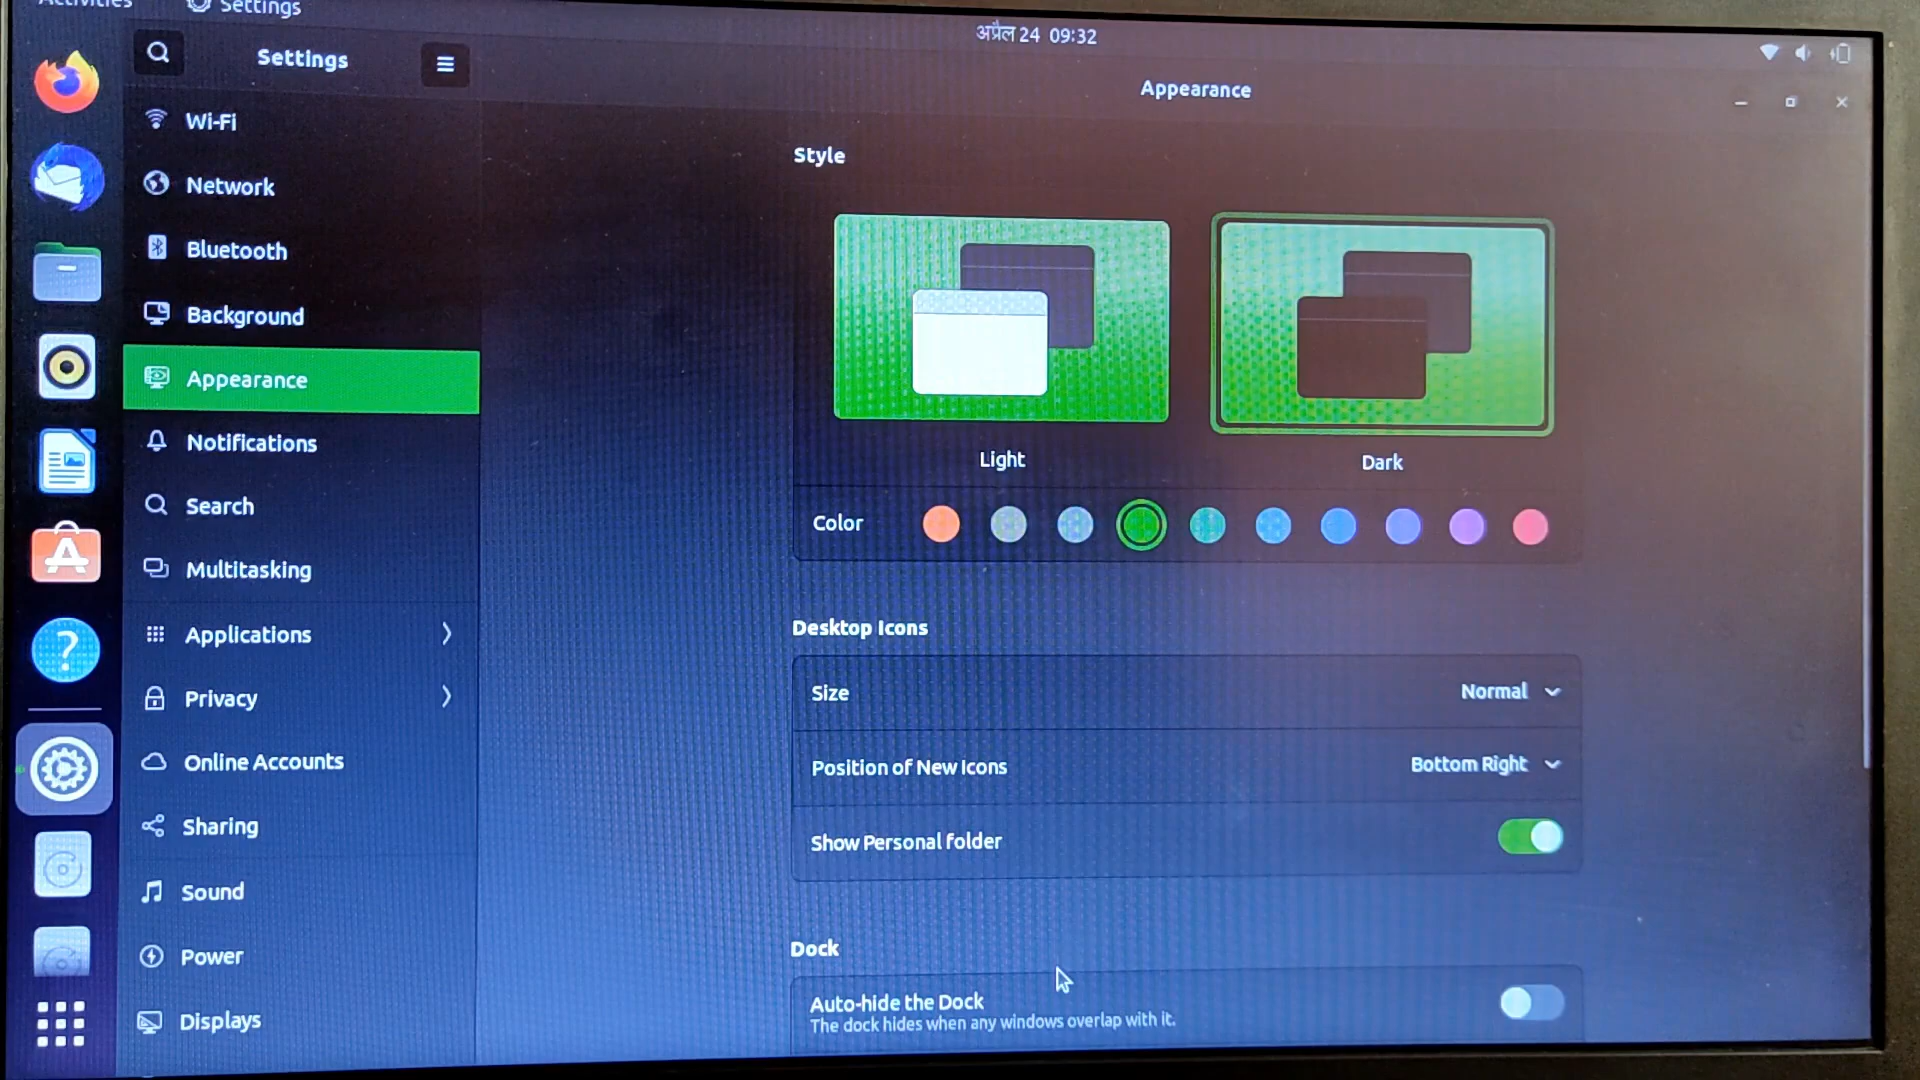 Activities Settings
अप्रैल 24 09:32
Settings
Appearance
Wi-Fi
Network
Bluetooth
Background
Appearance
Notifications
Search
Multitasking
Applications
Privacy
Online Accounts
Sharing
Sound
Power
Displays
Style
Light Dark
Color
Desktop Icons
Size Normal
Position of New Icons Bottom Right
Show Personal folder
Dock
Auto-hide the Dock
The dock hides when any windows overlap with it.